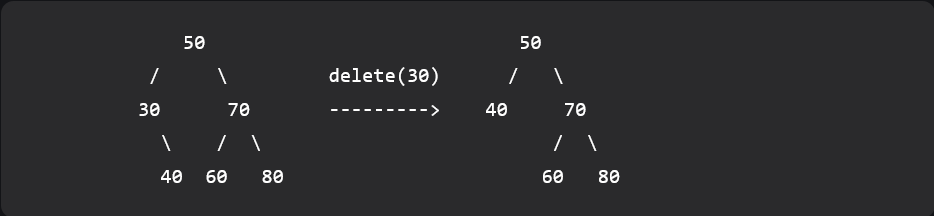 50                            50
           /     \         delete(30)      /   \
          30      70       --------->    40     70
            \    /  \                          /  \
            40  60   80                       60   80